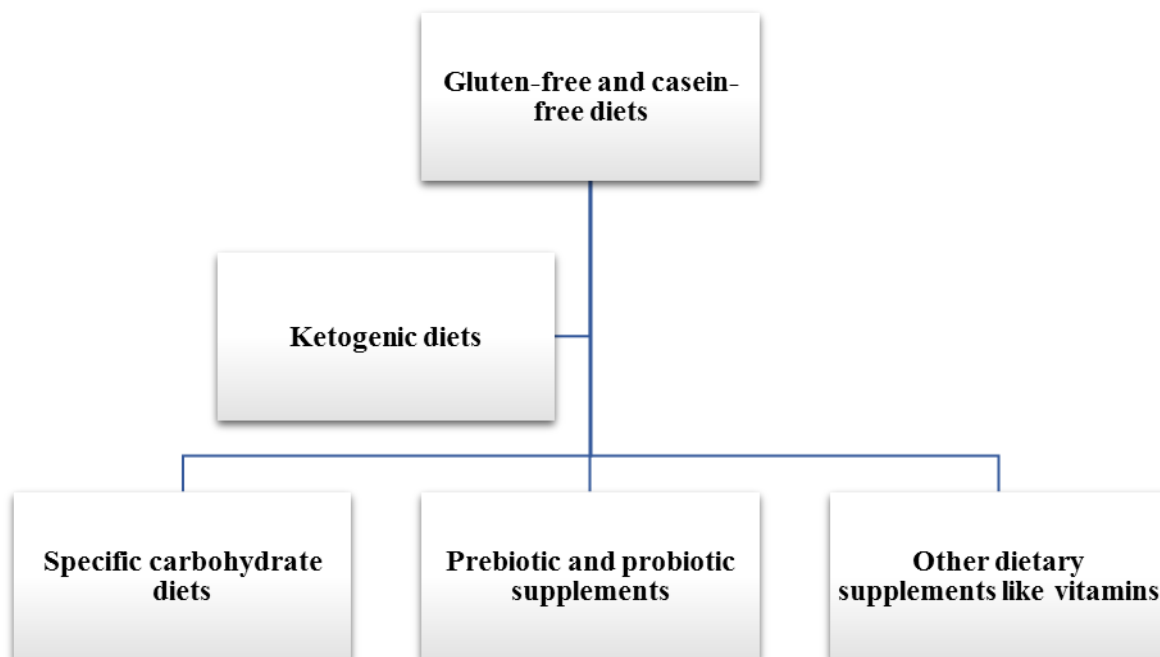 Gluten-free and casein-
free diets
Ketogenic diets
Specific carbohydrate
diets
Prebiotic and probiotic
supplements
Other dietary
supplements like vitamins